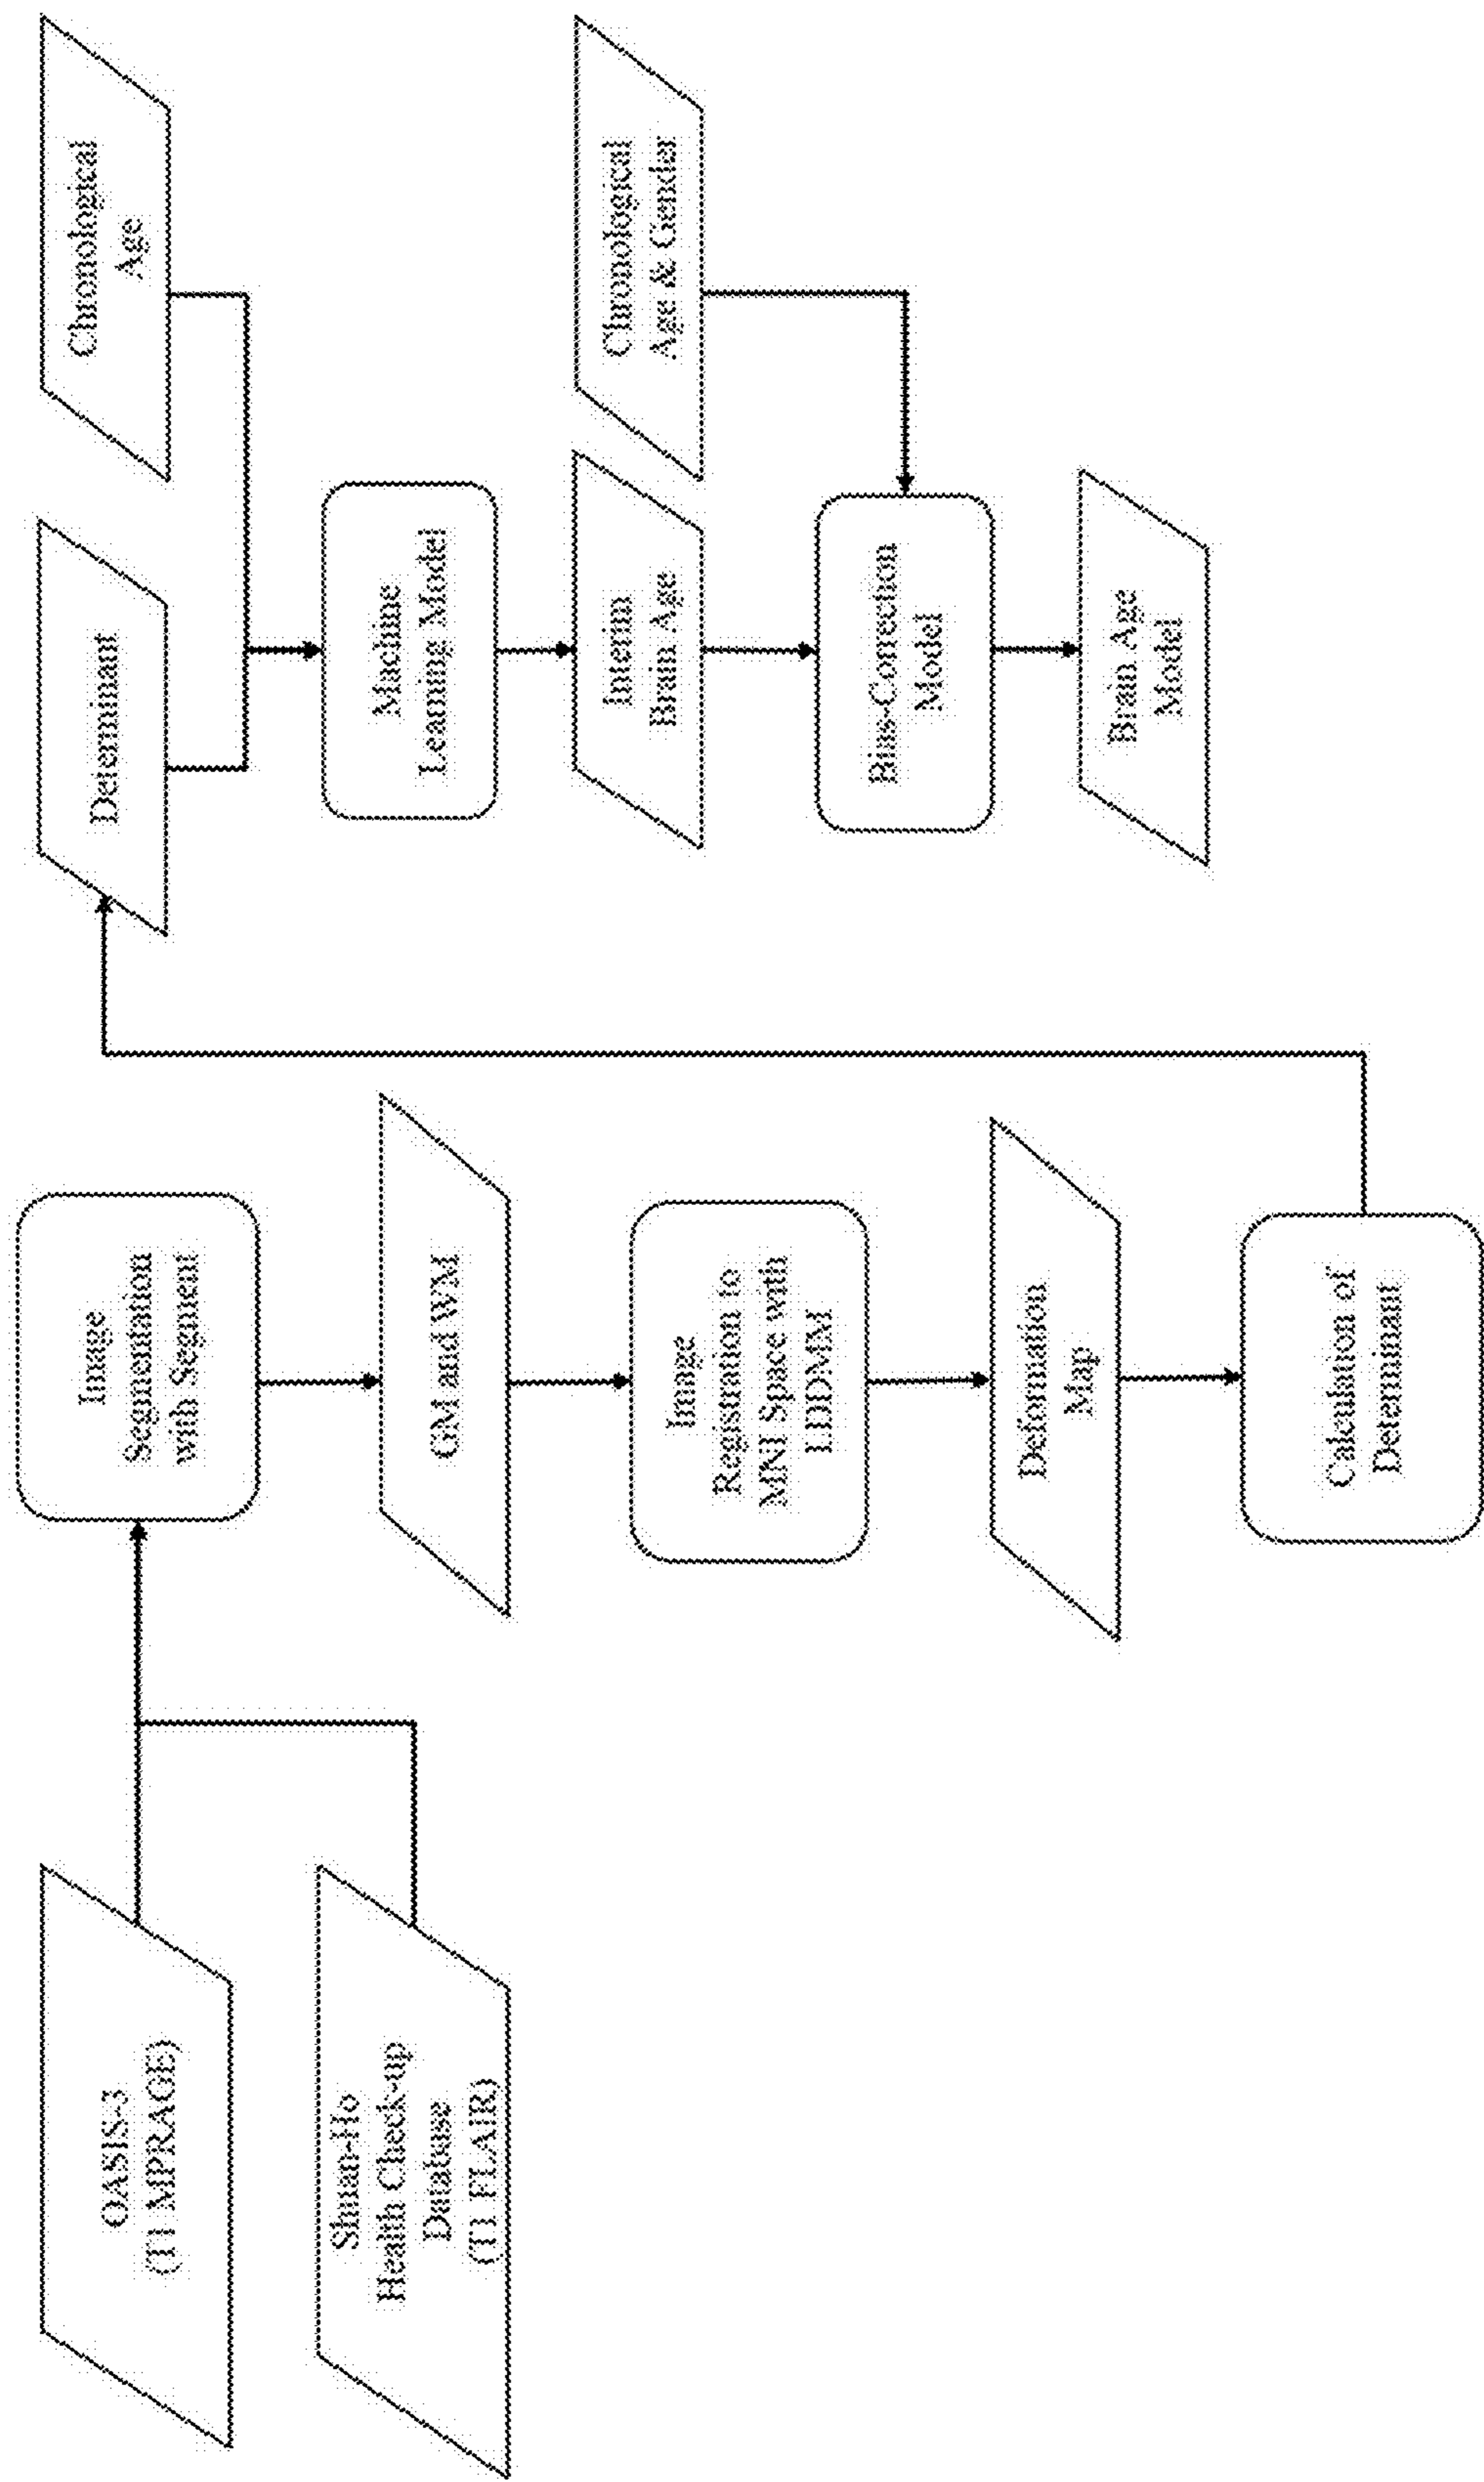 OASIS-3
(T1 MPRAGE)
Shuan-Ho
Health Check-up
Database
(T1 FLAIR)
Image
Segmentation
with Segment
GM and WM
Image
Registration to
MNI Space with
LDDMM
Deformation
Map
Calculation of
Determinant
Determinant
Chronological
Age
Machine
Leaning Model
Interim
Brain Age
Chronological
Age & Gender
Bias-Correction
Model
Brain Age
Model